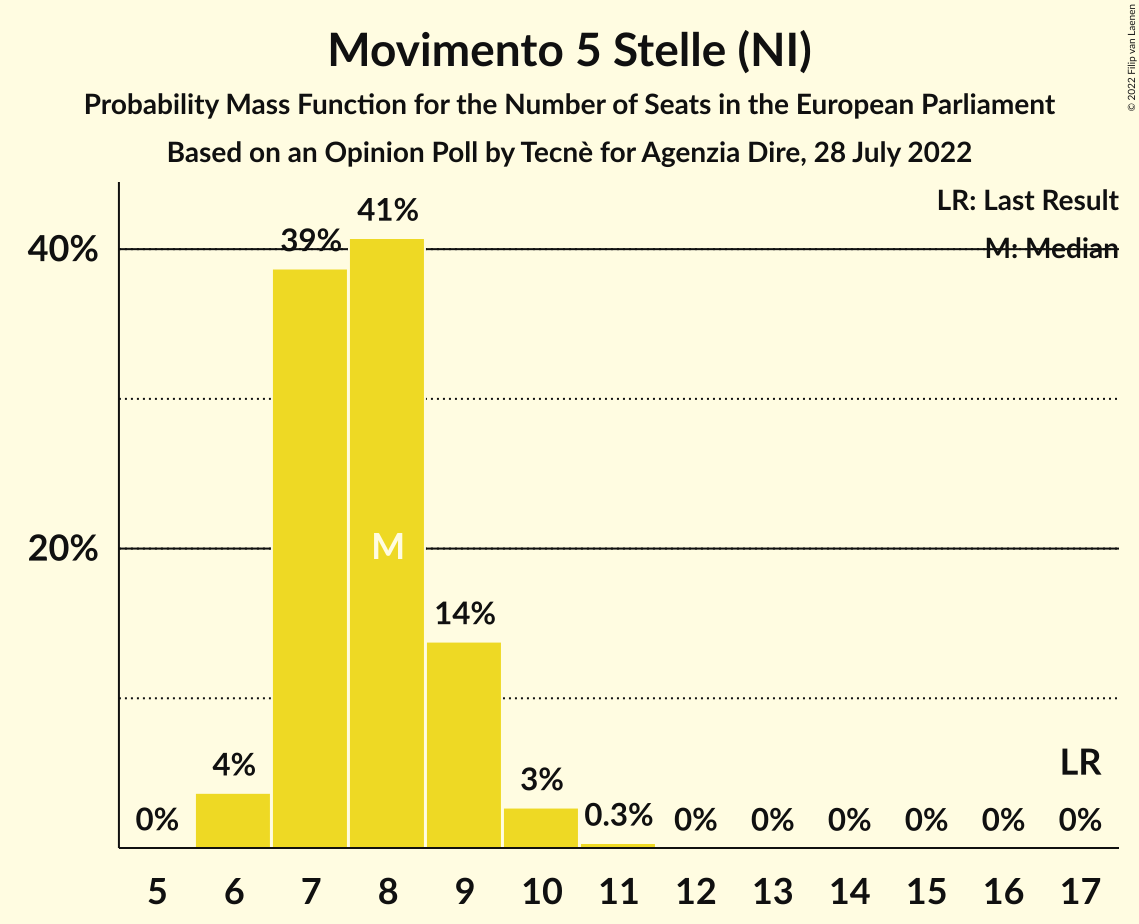 Movimento 5 Stelle (NI)
Probability Mass Function for the Number of Seats in the European Parliament
Based on an Opinion Poll by Tecnè for Agenzia Dire, 28 July 2022
© 2022 Filip van Laenen
LR: Last Result
M: Median
40%
20%
0%
4%
39%
41%
M
14%
3%
0.3%
0%
0%
0%
0%
0%
LR
0%
5 6 7 8 9 10 11 12 13 14 15 16 17